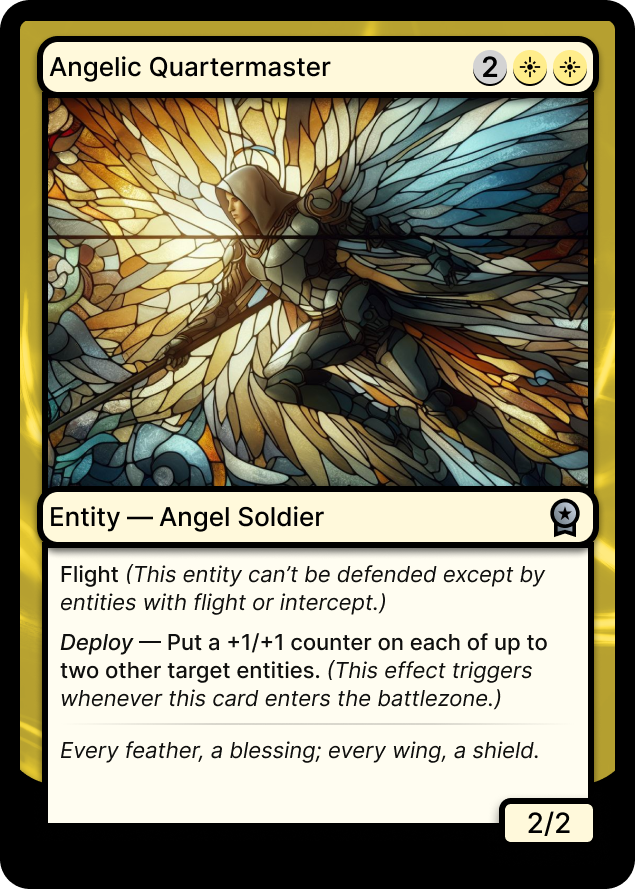 Angelic Quartermaster 2
Entity — Angel Soldier
Flight (This entity can’t be defended except by
entities with flight or intercept.)
Deploy — Put a +1/+1 counter on each of up to
two other target entities. (This effect triggers
whenever this card enters the battlezone.)
Every feather, a blessing; every wing, a shield.
2/2